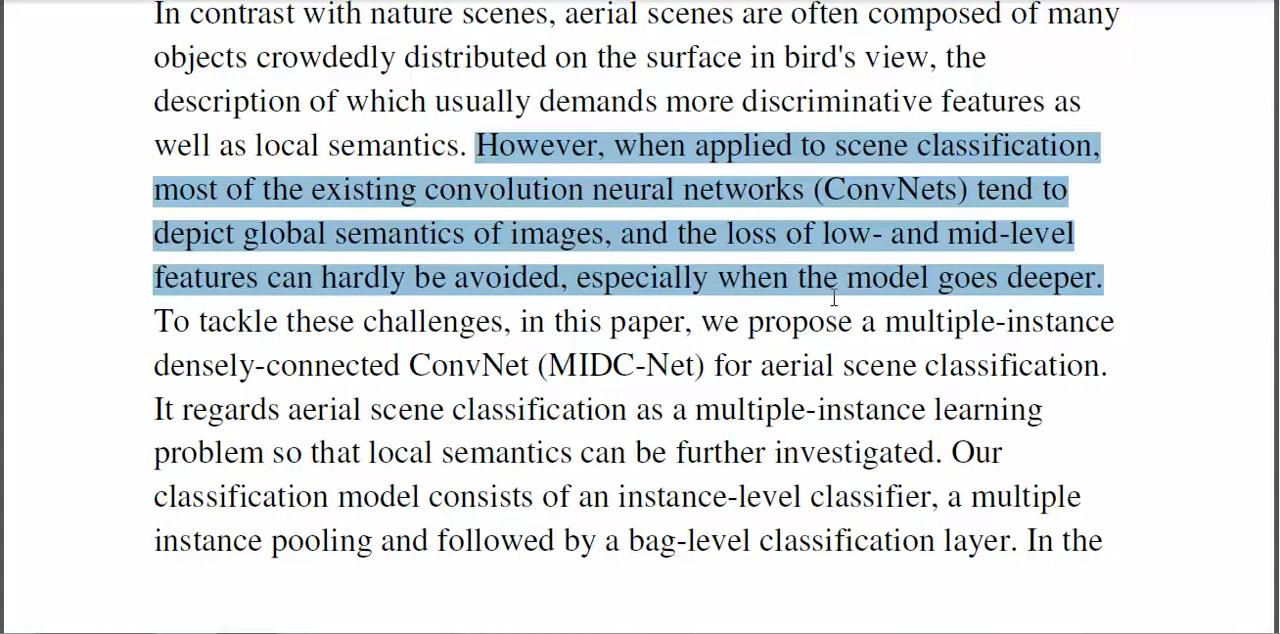 In contrast with nature scenes, aerial scenes are often composed of many
objects crowdedly distributed on the surface in bird's view, the
description of which usually demands more discriminative features as
well as local semantics. However, when applied to scene classification,
most of the existing convolution neural networks (ConvNets) tend to
depict global semantics of images, and the loss of low- and mid-level
features can hardly be avoided, especially when the model goes deeper.
To tackle these challenges, in this paper, we propose a multiple-instance
densely-connected ConvNet (MIDC-Net) for aerial scene classification.
It regards aerial scene classification as a multiple-instance learning
problem so that local semantics can be further investigated. Our
classification model consists of an instance-level classifier, a multiple
instance pooling and followed by a bag-level classification layer. In the